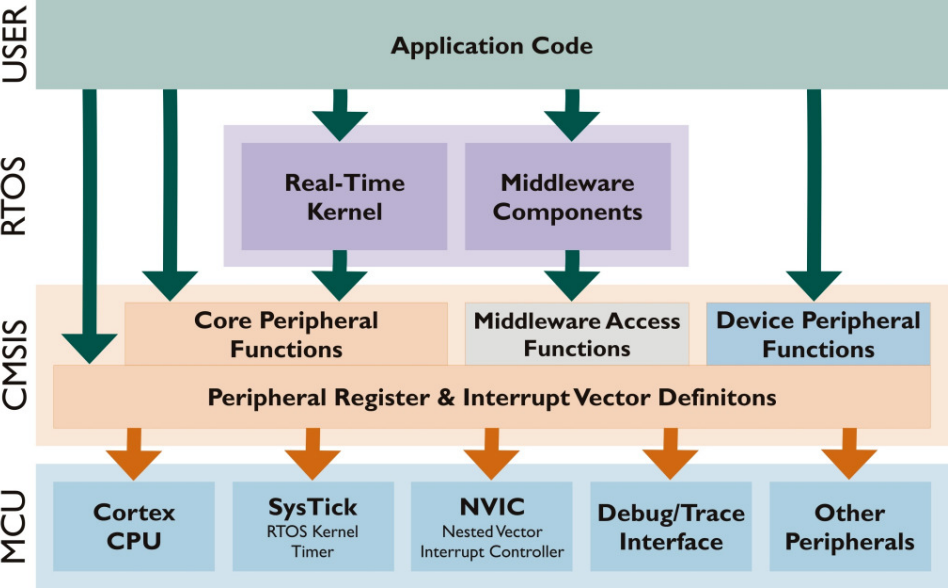 USER
Application Code
RTOS
Real-Time
Kernel
Middleware
Components
CMSIS
Core Peripheral
Functions
Middleware Access
Functions
Device Peripheral
Functions
Peripheral Register & Interrupt Vector Definitons
MCU
Cortex
CPU
SysTick
RTOS Kernel
Timer
NVIC
Nested Vector
Interrupt Controller
Debug/Trace
Interface
Other
Peripherals